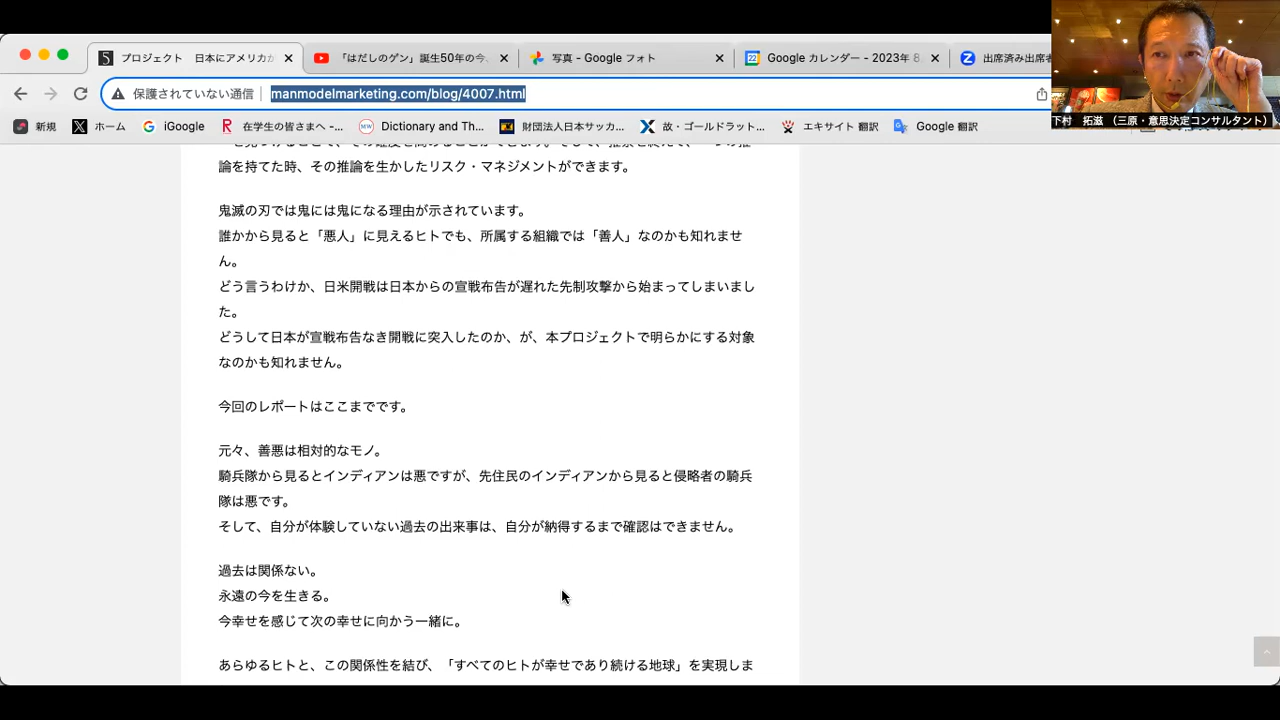 プロジェクト 日本にアメリカか
「はだしのゲン」誕生50年の今、
写真 - Google フォト
Google カレンダー - 2023年 8
出席済み出席者
保護されていない通信
manmodelmarketing.com/blog/4007.html
新規
ホーム
iGoogle
在学生の皆さまへ -...
Dictionary and Th...
財団法人日本サッカ...
故・ゴールドラット...
エキサイト 翻訳
Google 翻訳
下村 拓滋 (三原・意思決定コンサルタント)
論を持てた時、その推論を生かしたリスク・マネジメントができます。
鬼滅の刃では鬼には鬼になる理由が示されています。
誰かから見ると「悪人」に見えるヒトでも、所属する組織では「善人」なのかも知れませ
ん。
どう言うわけか、日米開戦は日本からの宣戦布告が遅れた先制攻撃から始まってしまいまし
た。
どうして日本が宣戦布告なき開戦に突入したのか、が、本プロジェクトで明らかにする対象
なのかも知れません。
今回のレポートはここまでです。
元々、善悪は相対的なモノ。
騎兵隊から見るとインディアンは悪ですが、先住民のインディアンから見ると侵略者の騎兵
隊は悪です。
そして、自分が体験していない過去の出来事は、自分が納得するまで確認はできません。
過去は関係ない。
永遠の今を生きる。
今幸せを感じて次の幸せに向かう一緒に。
あらゆるヒトと、この関係性を結び、「すべてのヒトが幸せであり続ける地球」を実現しま